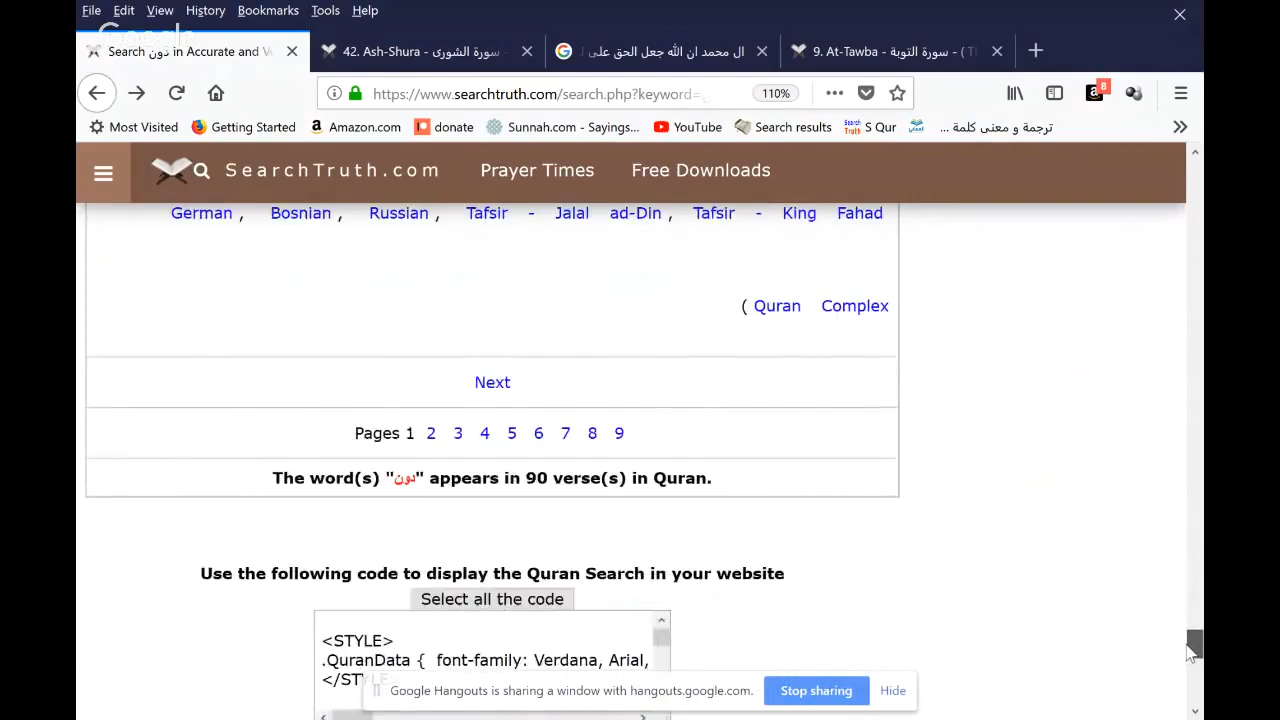 File Edit View History Bookmarks Tools Help
Google
Search دون in Accurate and Ve
42. Ash-Shura - سورة الشورى
ال محمد ان الله جعل الحق على ل
9. At-Tawba - سورة التوبة - ( T
https://www.searchtruth.com/search.php?keyword=
110%
8
Most Visited Getting Started Amazon.com donate Sunnah.com - Sayings... YouTube Search results S Qur ترجمة و معنى كلمة ...
SearchTruth.com Prayer Times Free Downloads
German , Bosnian , Russian , Tafsir - Jalal ad-Din , Tafsir - King Fahad
( Quran Complex
Next
Pages 1 2 3 4 5 6 7 8 9
The word(s) "دون" appears in 90 verse(s) in Quran.
Use the following code to display the Quran Search in your website
Select all the code
<STYLE>
.QuranData { font-family: Verdana, Arial,
</STYLE>
Google Hangouts is sharing a window with hangouts.google.com. Stop sharing Hide